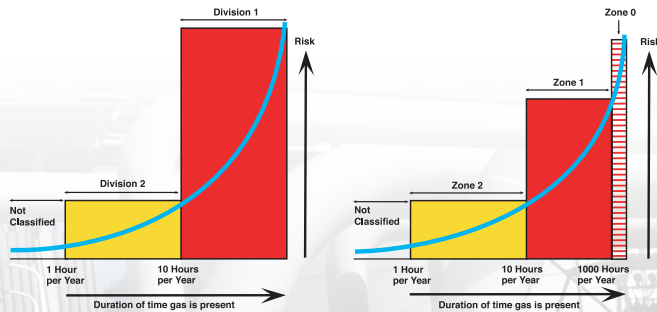 Division 1
Risk
Division 2
Not
Classified
1 Hour
per Year
10 Hours
per Year
Duration of time gas is present
Zone 0
Risk
Zone 1
Zone 2
Not
Classified
1 Hour
per Year
10 Hours
per Year
1000 Hours
per Year
Duration of time gas is present